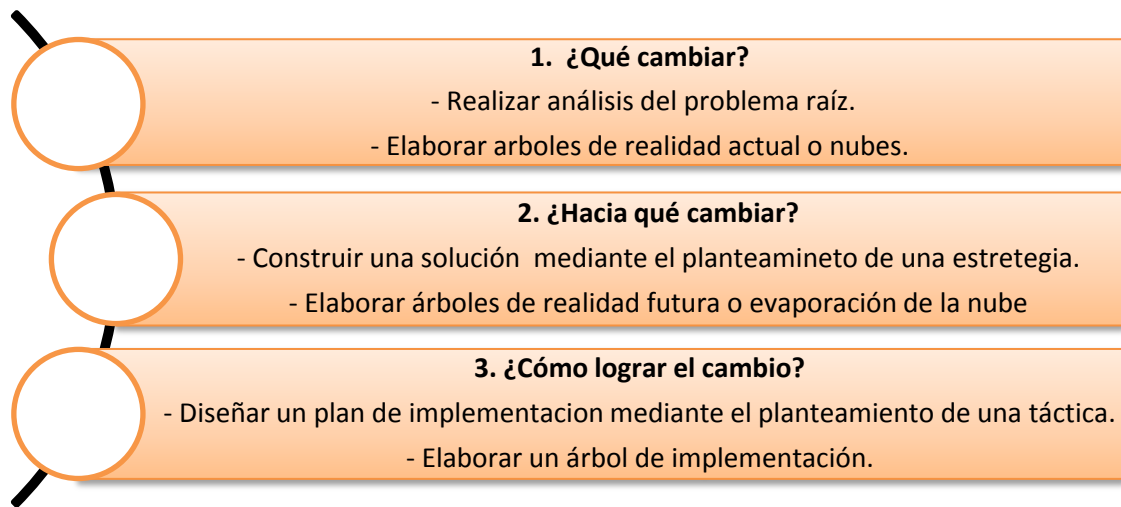 1. ¿Qué cambiar?
- Realizar análisis del problema raíz.
- Elaborar arboles de realidad actual o nubes.
2. ¿Hacia qué cambiar?
- Construir una solución mediante el planteamineto de una estretegia.
- Elaborar árboles de realidad futura o evaporación de la nube
3. ¿Cómo lograr el cambio?
- Diseñar un plan de implementacion mediante el planteamiento de una táctica.
- Elaborar un árbol de implementación.